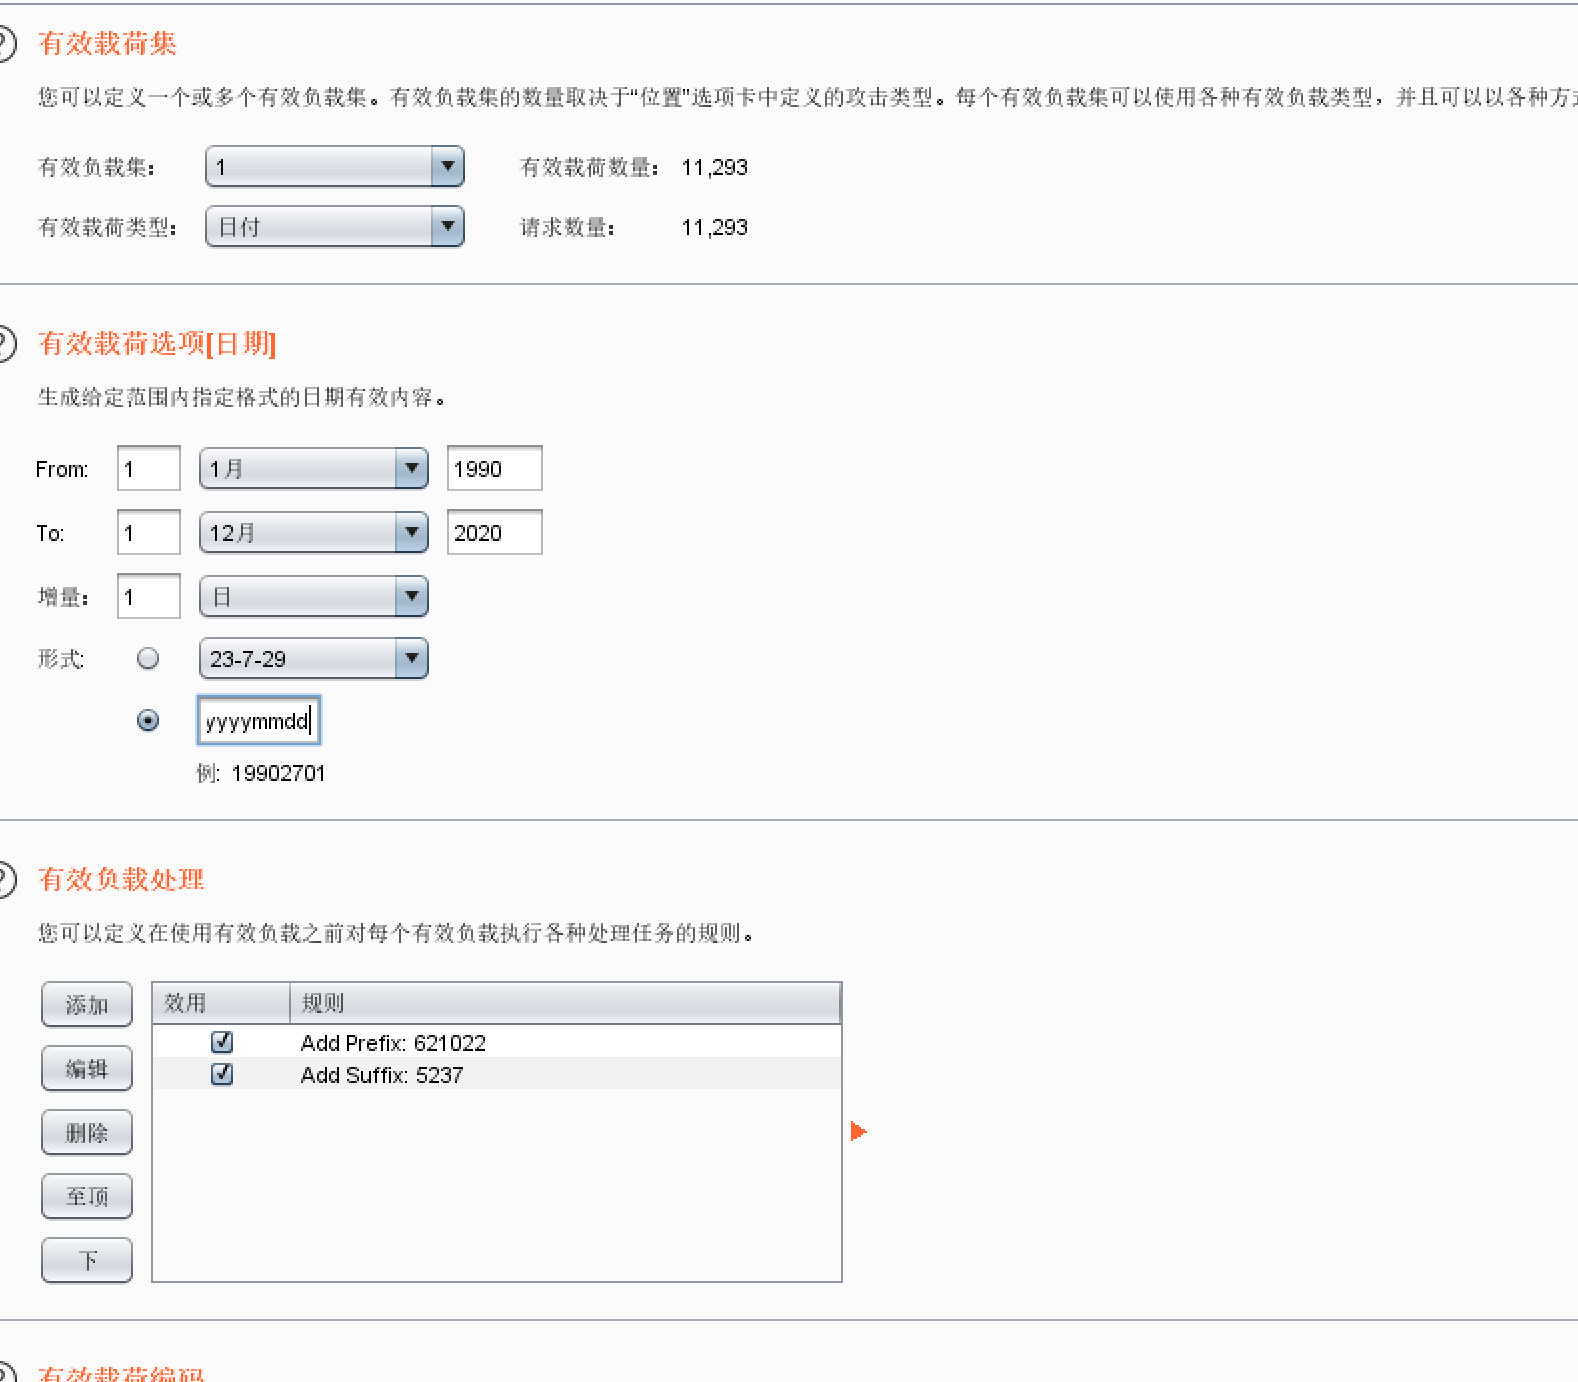 有效载荷集
您可以定义一个或多个有效负载集。有效负载集的数量取决于“位置”选项卡中定义的攻击类型。每个有效负载集可以使用各种有效负载类型，并且可以以各种方
有效负载集： 1 有效载荷数量： 11,293
有效载荷类型： 日付 请求数量： 11,293
有效载荷选项[日期]
生成给定范围内指定格式的日期有效内容。
From: 1 1月 1990
To: 1 12月 2020
增量： 1 日
形式: 23-7-29
yyyymmdd
例: 19902701
有效负载处理
您可以定义在使用有效负载之前对每个有效负载执行各种处理任务的规则。
添加 效用 规则
Add Prefix: 621022
编辑 Add Suffix: 5237
删除
至顶
下
有效载荷编码